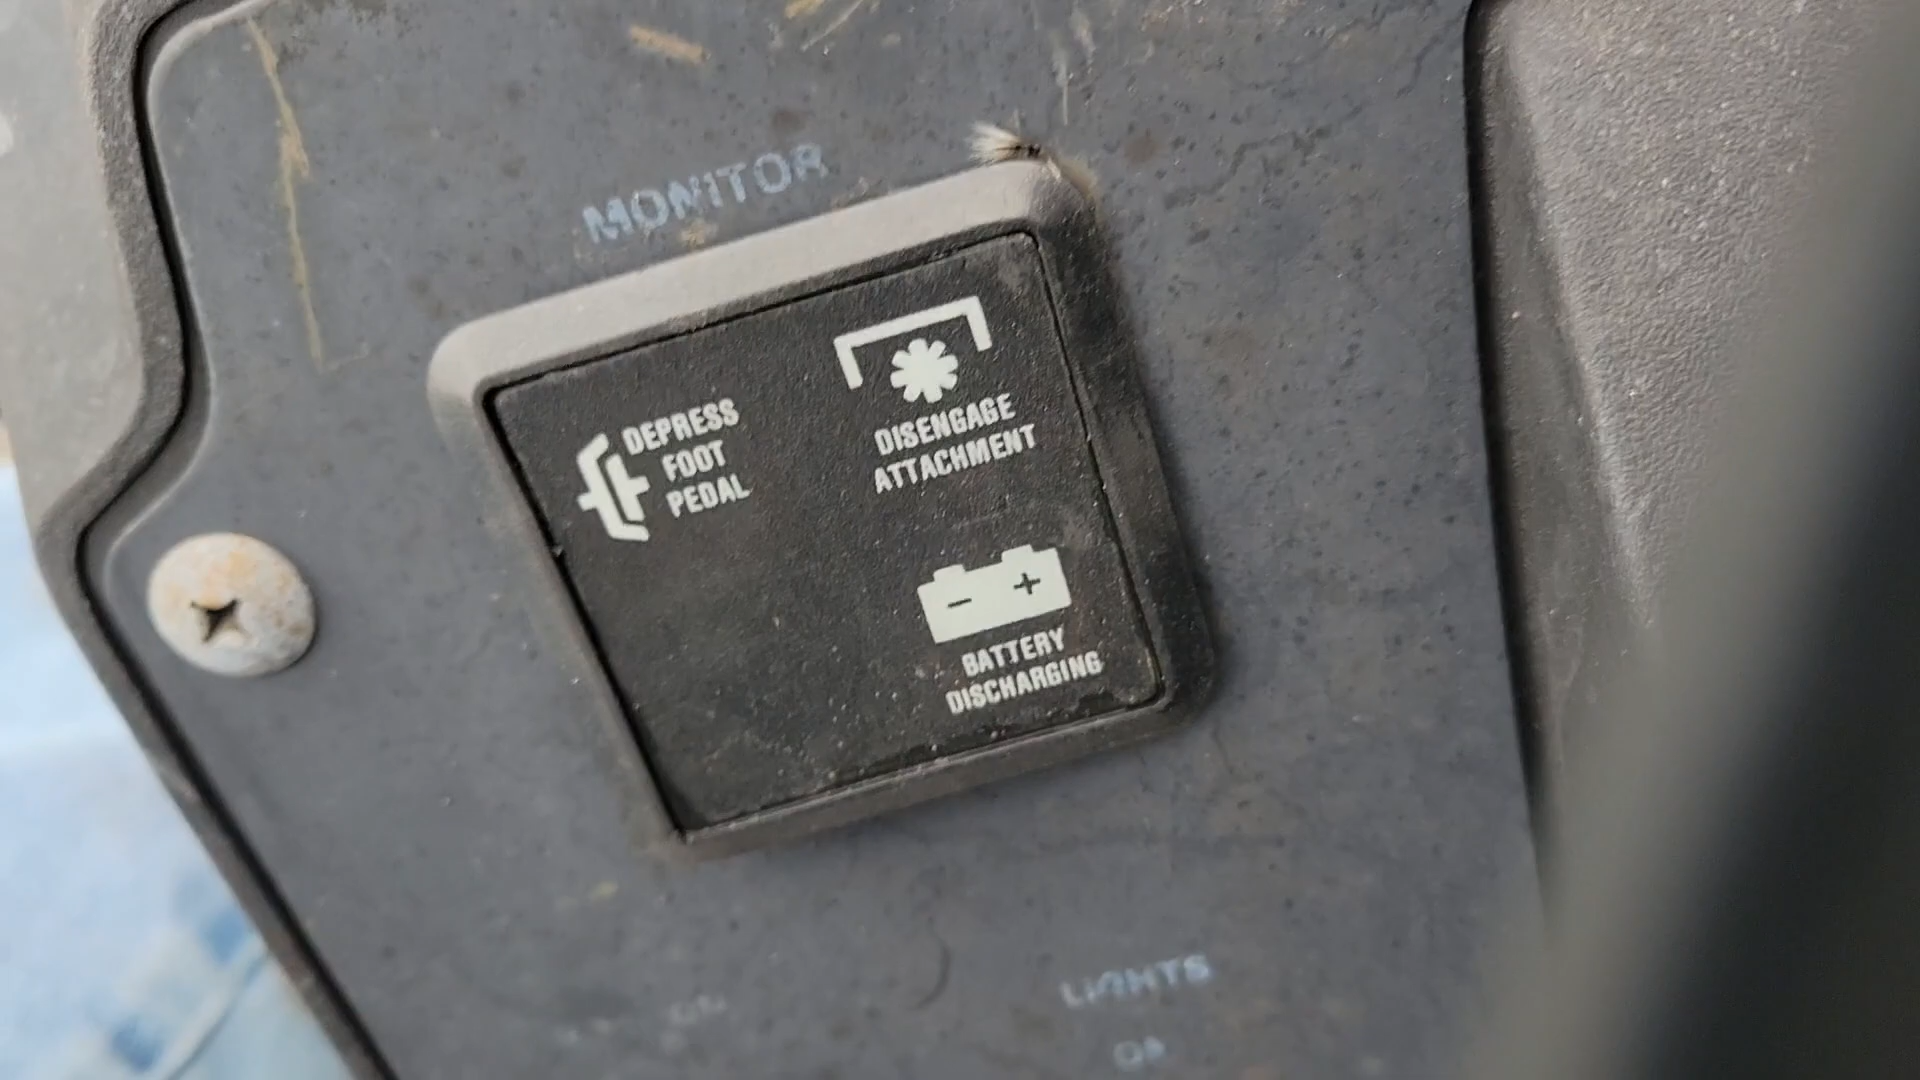 MONITOR
DEPRESS
FOOT
PEDAL
DISENGAGE
ATTACHMENT
- +
BATTERY
DISCHARGING
LIGHTS